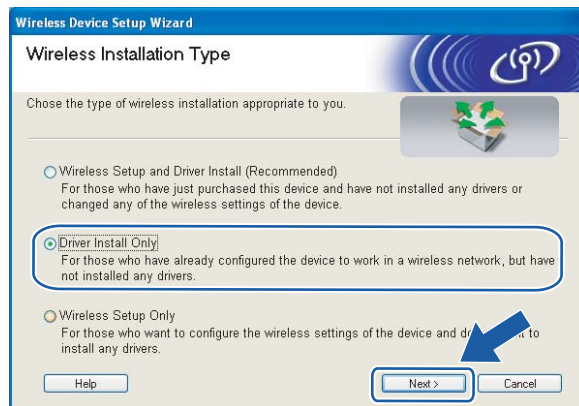 Wireless Device Setup Wizard
Wireless Installation Type
Chose the type of wireless installation appropriate to you.
Wireless Setup and Driver Install (Recommended)
For those who have just purchased this device and have not installed any drivers or
changed any of the wireless settings of the device.
Driver Install Only
For those who have already configured the device to work in a wireless network, but have
not installed any drivers.
Wireless Setup Only
For those who want to configure the wireless settings of the device and to
install any drivers.
Help
Next >
Cancel